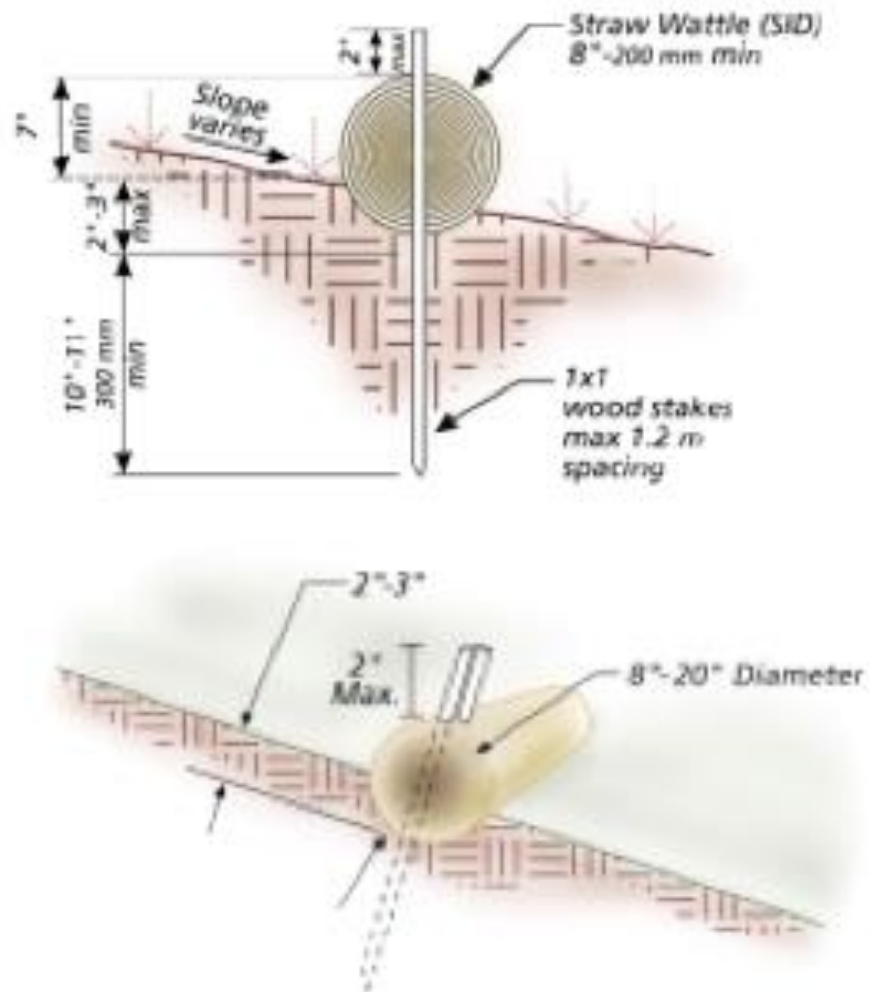 Straw Wattle (SID)
8"-200 mm min
2"
max
Slope
varies
7"
min
2"-3"
max
10"-11"
300 mm
min
1x1
wood stakes
max 1.2 m
spacing
2"-3"
2"
Max.
8"-20" Diameter